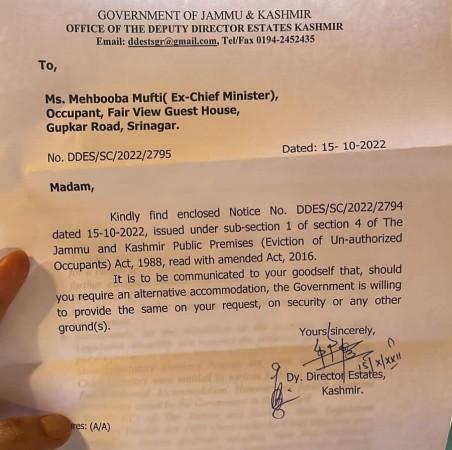 GOVERNMENT OF JAMMU & KASHMIR
OFFICE OF THE DEPUTY DIRECTOR ESTATES KASHMIR
Email: ddestsgr@gmail.com, Tel/Fax 0194-2452435
To,
Ms. Mehbooba Mufti( Ex-Chief Minister),
Occupant, Fair View Guest House,
Gupkar Road, Srinagar.
No. DDES/SC/2022/2795 Dated: 15- 10-2022
Madam,
Kindly find enclosed Notice No. DDES/SC/2022/2794
dated 15-10-2022, issued under sub-section 1 of section 4 of The
Jammu and Kashmir Public Premises (Eviction of Un-authorized
Occupants) Act, 1988, read with amended Act, 2016.
It is to be communicated to your goodself that, should
you require an alternative accommodation, the Government is willing
to provide the same on your request, on security or any other
ground(s).
Yours sincerely,
15/X/XXII
Dy. Director Estates,
Kashmir.
res: (A/A)